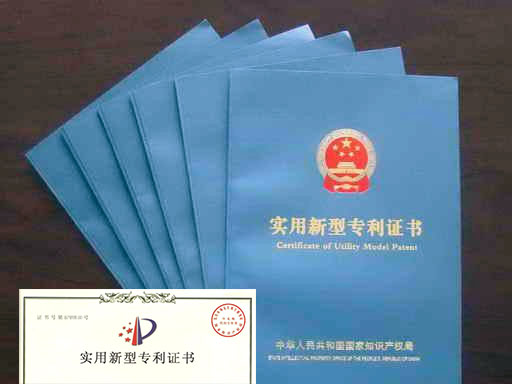 实用新型专利证书
Certificate of Utility Model Patent
中华人民共和国国家知识产权局
STATE INTELLECTUAL PROPERTY OFFICE OF THE PEOPLE'S REPUBLIC OF CHINA
实用新型专利证书